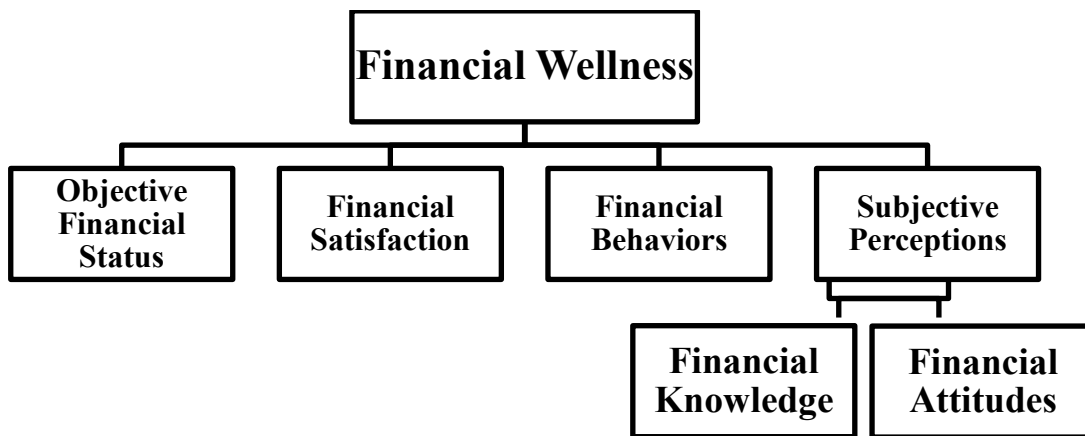 Financial Wellness
Objective
Financial
Status
Financial
Satisfaction
Financial
Behaviors
Subjective
Perceptions
Financial
Knowledge
Financial
Attitudes